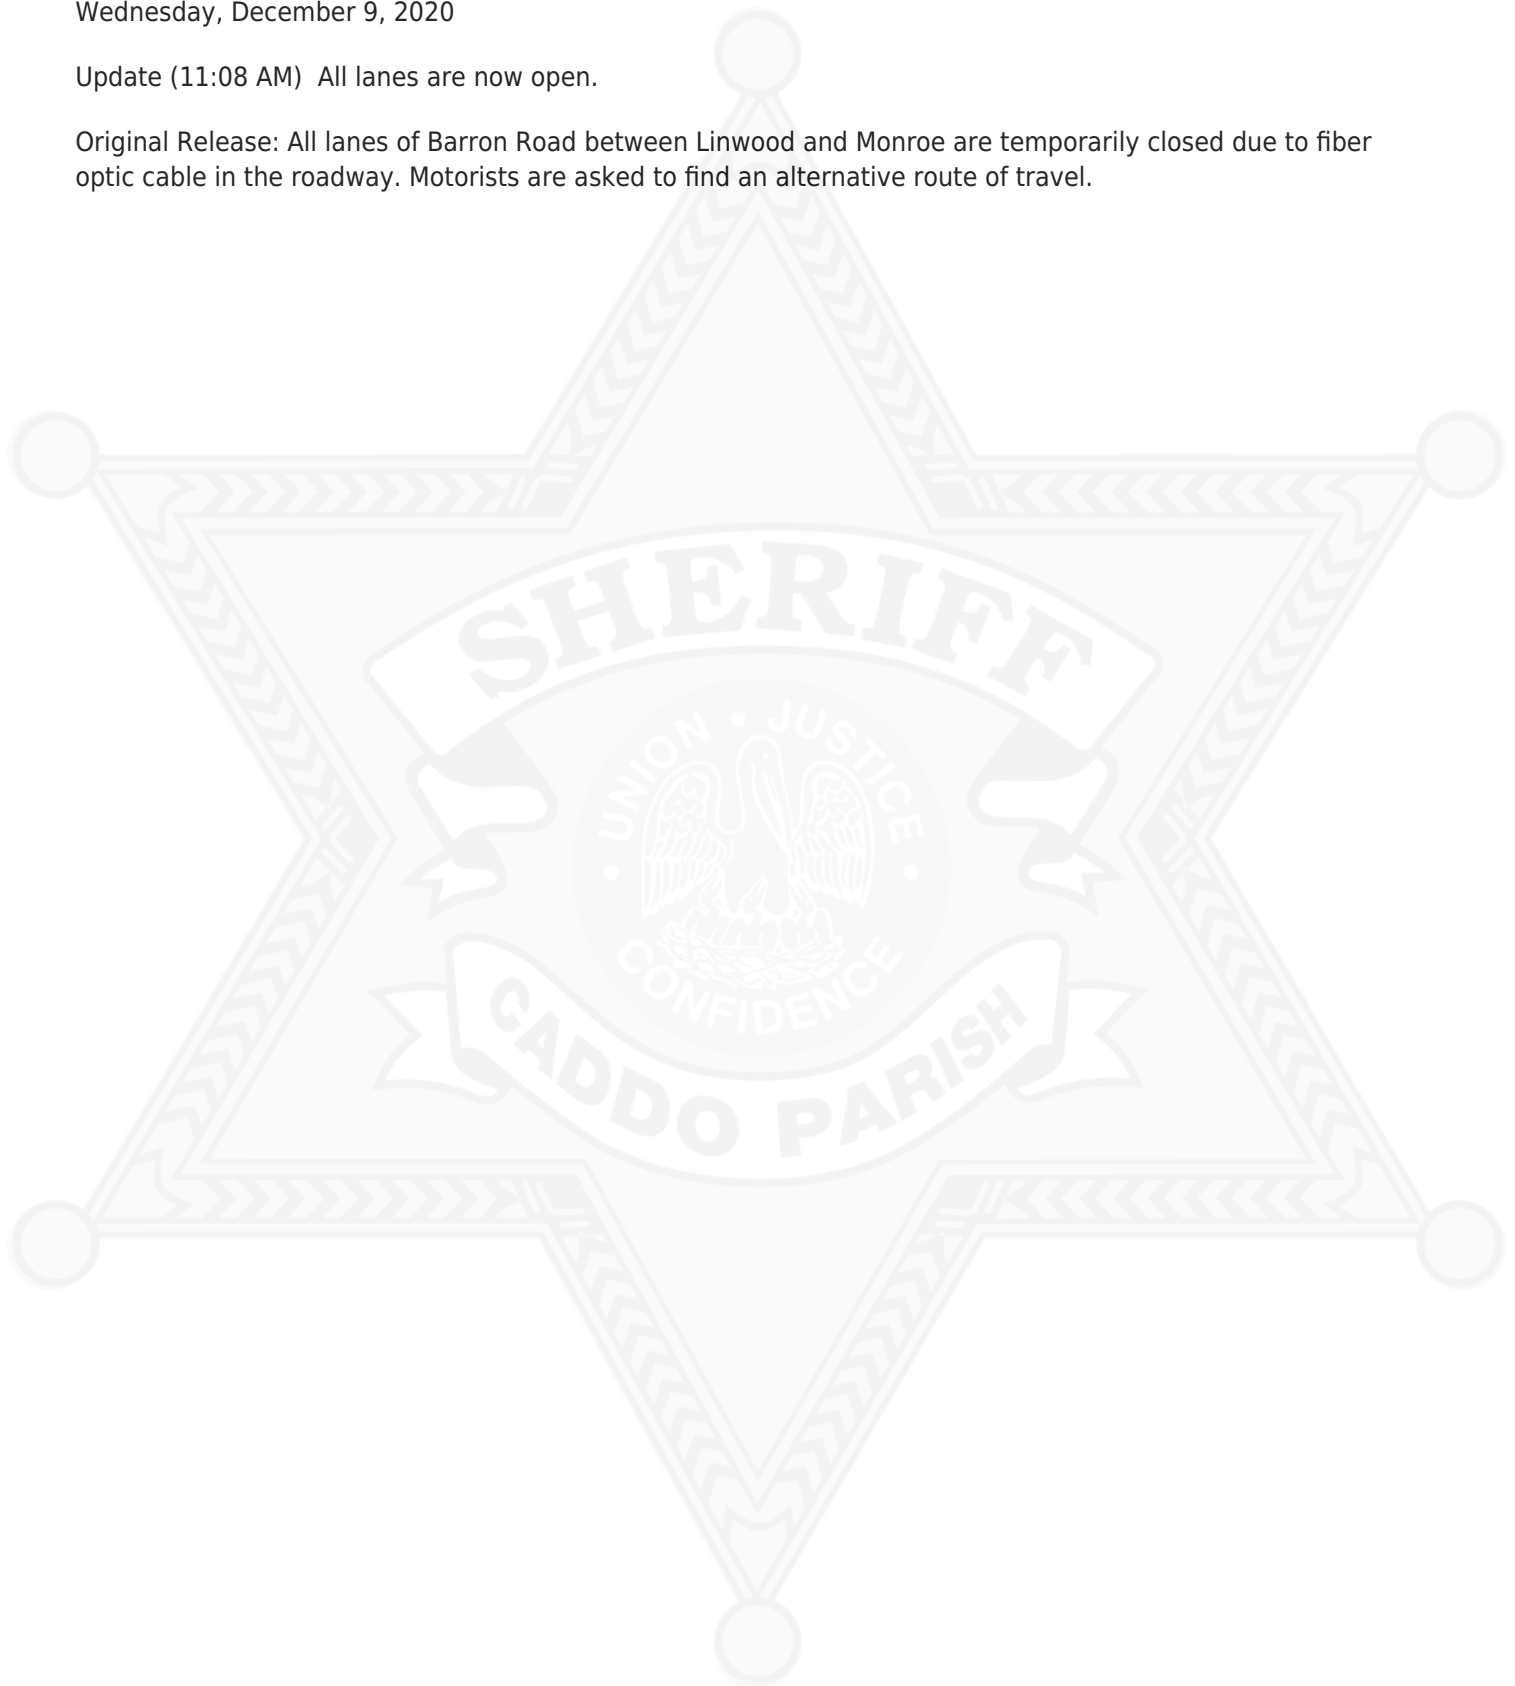 Wednesday, December 9, 2020
Update (11:08 AM)  All lanes are now open.
Original Release: All lanes of Barron Road between Linwood and Monroe are temporarily closed due to fiber
optic cable in the roadway. Motorists are asked to find an alternative route of travel.
SHERIFF
UNION • JUSTICE
• CONFIDENCE •
CADDO PARISH